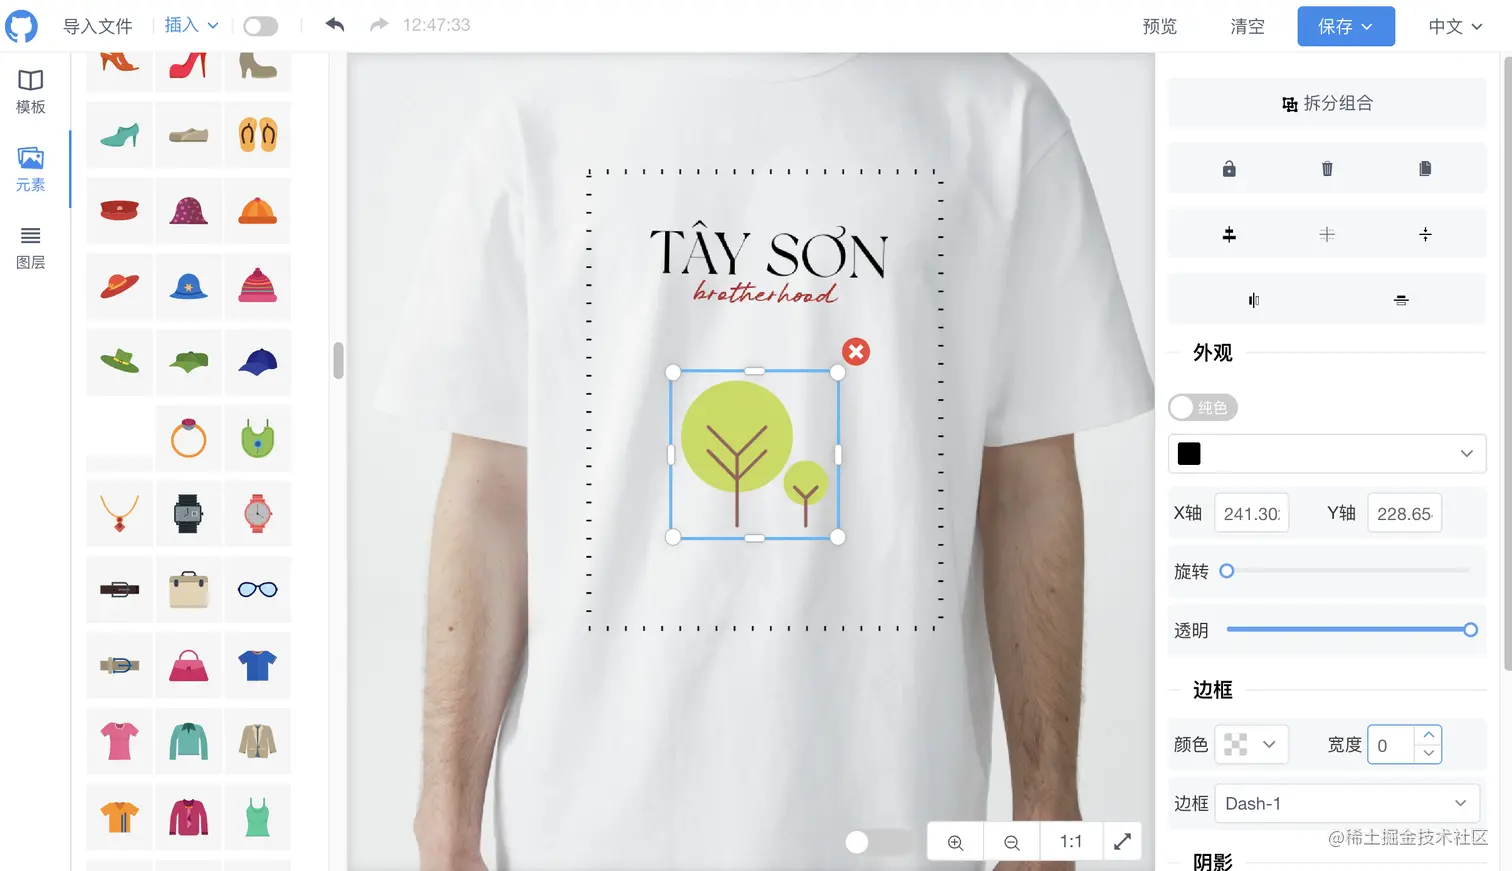 导入文件 插入 12:47:33 预览 清空 保存 中文
模板
元素
图层
TÂY SƠN
brotherhood
拆分组合
外观
纯色
X轴 241.30 Y轴 228.65
旋转
透明
边框
颜色 宽度 0
边框 Dash-1
阴影
1:1
@稀土掘金技术社区